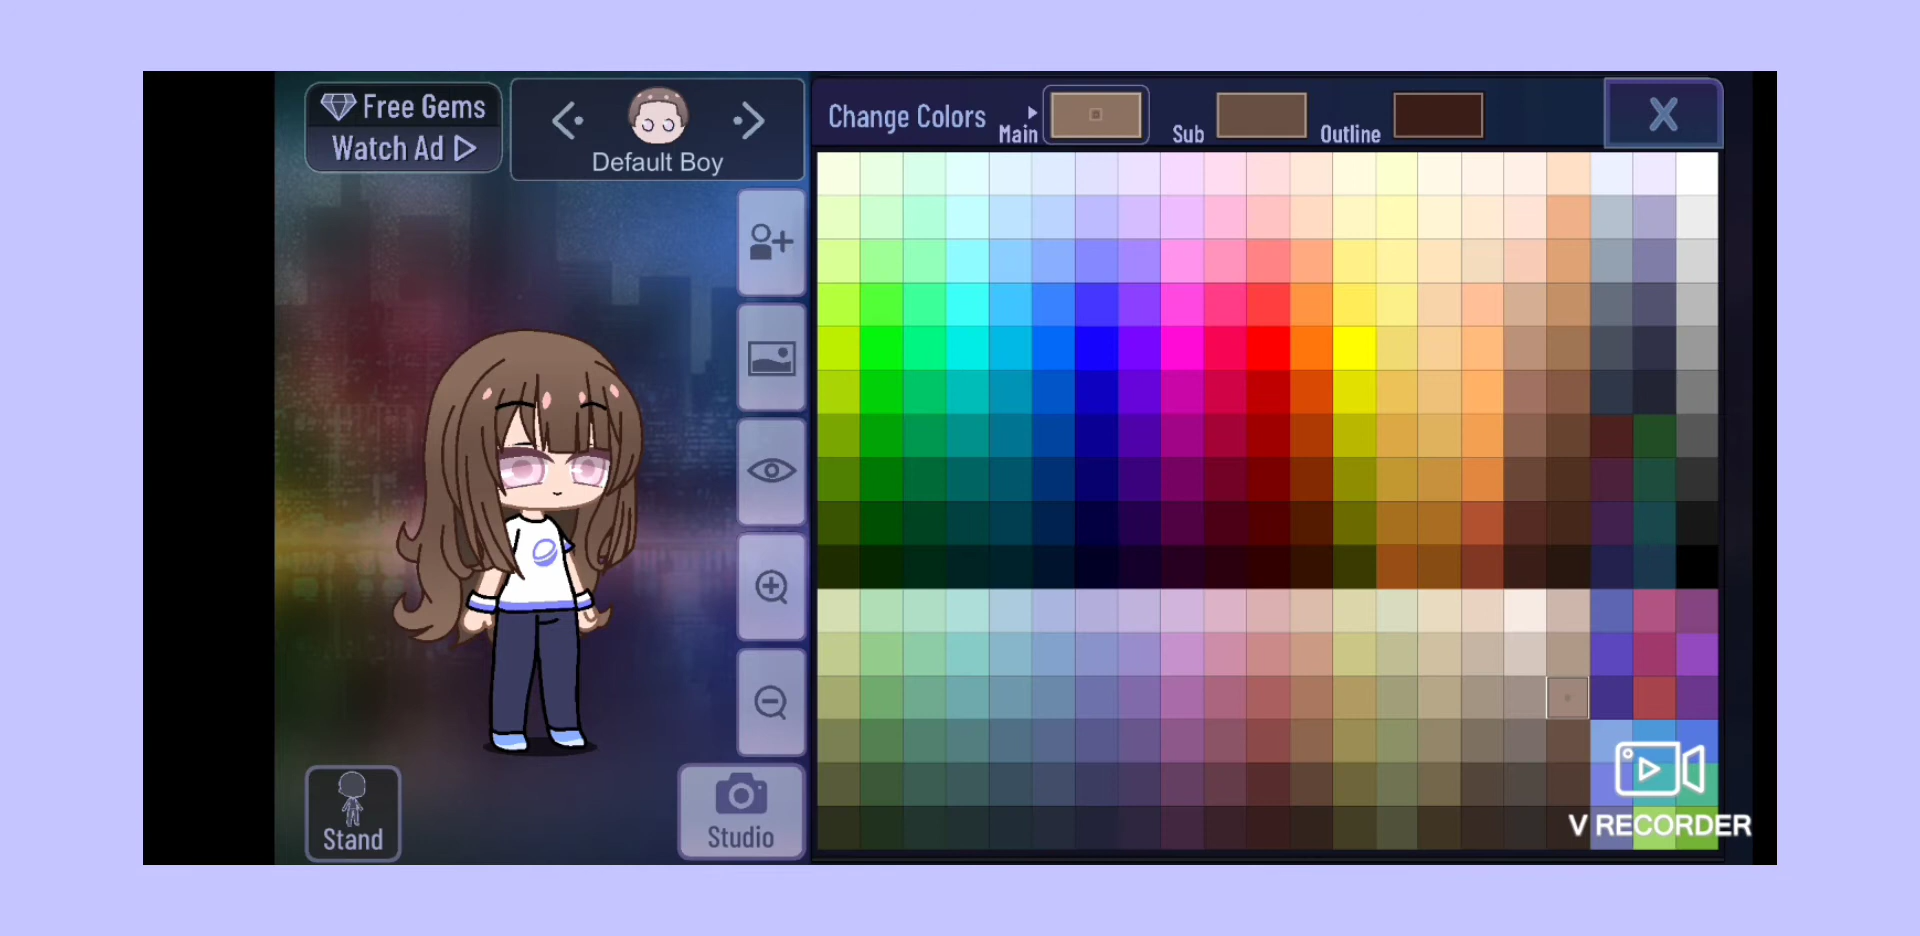 Free Gems
Watch Ad
Default Boy
Change Colors
Main
Sub
Outline
X
Stand
Studio
V RECORDER